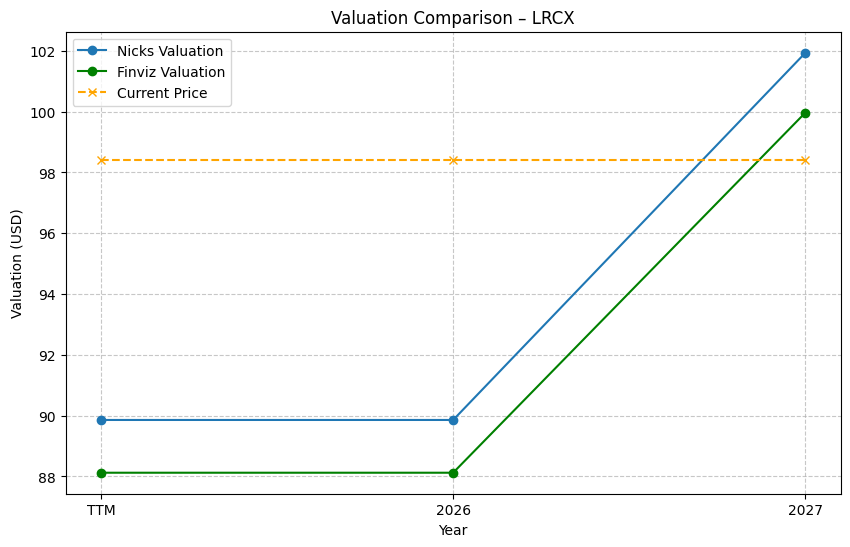 Valuation Comparison – LRCX
Nicks Valuation
Finviz Valuation
Current Price
Valuation (USD)
102
100
98
96
94
92
90
88
TTM
2026
2027
Year